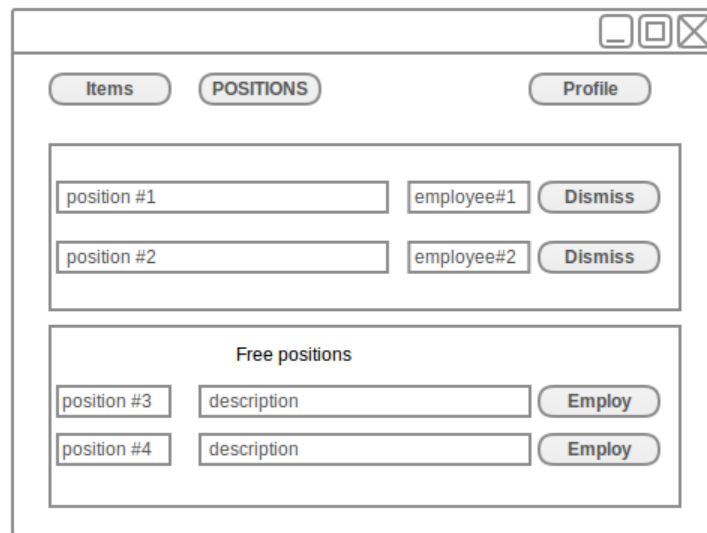 Items POSITIONS Profile
position #1 employee#1 Dismiss
position #2 employee#2 Dismiss
Free positions
position #3 description Employ
position #4 description Employ